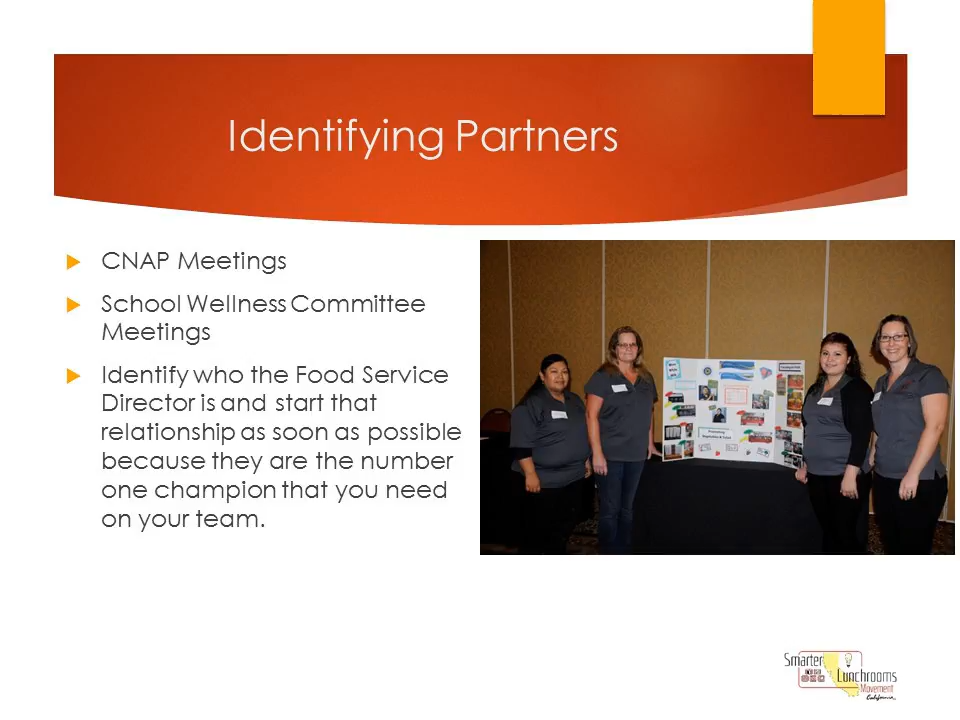 Identifying Partners
CNAP Meetings
School Wellness Committee
Meetings
Identify who the Food Service
Director is and start that
relationship as soon as possible
because they are the number
one champion that you need
on your team.
Smarter
Lunchrooms
Movement
California